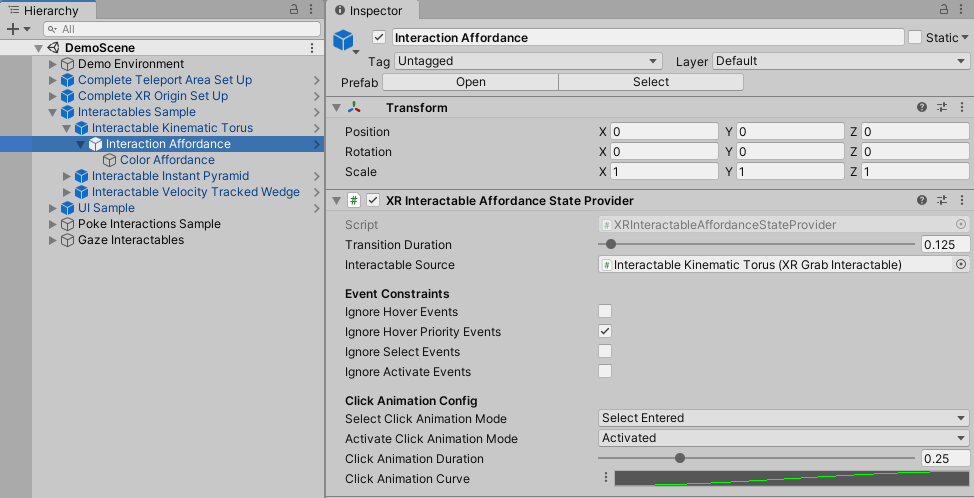 Hierarchy
All
DemoScene
Demo Environment
Complete Teleport Area Set Up
Complete XR Origin Set Up
Interactables Sample
Interactable Kinematic Torus
Interaction Affordance
Color Affordance
Interactable Instant Pyramid
Interactable Velocity Tracked Wedge
UI Sample
Poke Interactions Sample
Gaze Interactables
Inspector
Interaction Affordance Static
Tag Untagged Layer Default
Prefab Open Select
Transform
Position X 0 Y 0 Z 0
Rotation X 0 Y 0 Z 0
Scale X 1 Y 1 Z 1
# XR Interactable Affordance State Provider
Script # XRInteractableAffordanceStateProvider
Transition Duration 0.125
Interactable Source # Interactable Kinematic Torus (XR Grab Interactable)
Event Constraints
Ignore Hover Events
Ignore Hover Priority Events
Ignore Select Events
Ignore Activate Events
Click Animation Config
Select Click Animation Mode Select Entered
Activate Click Animation Mode Activated
Click Animation Duration 0.25
Click Animation Curve